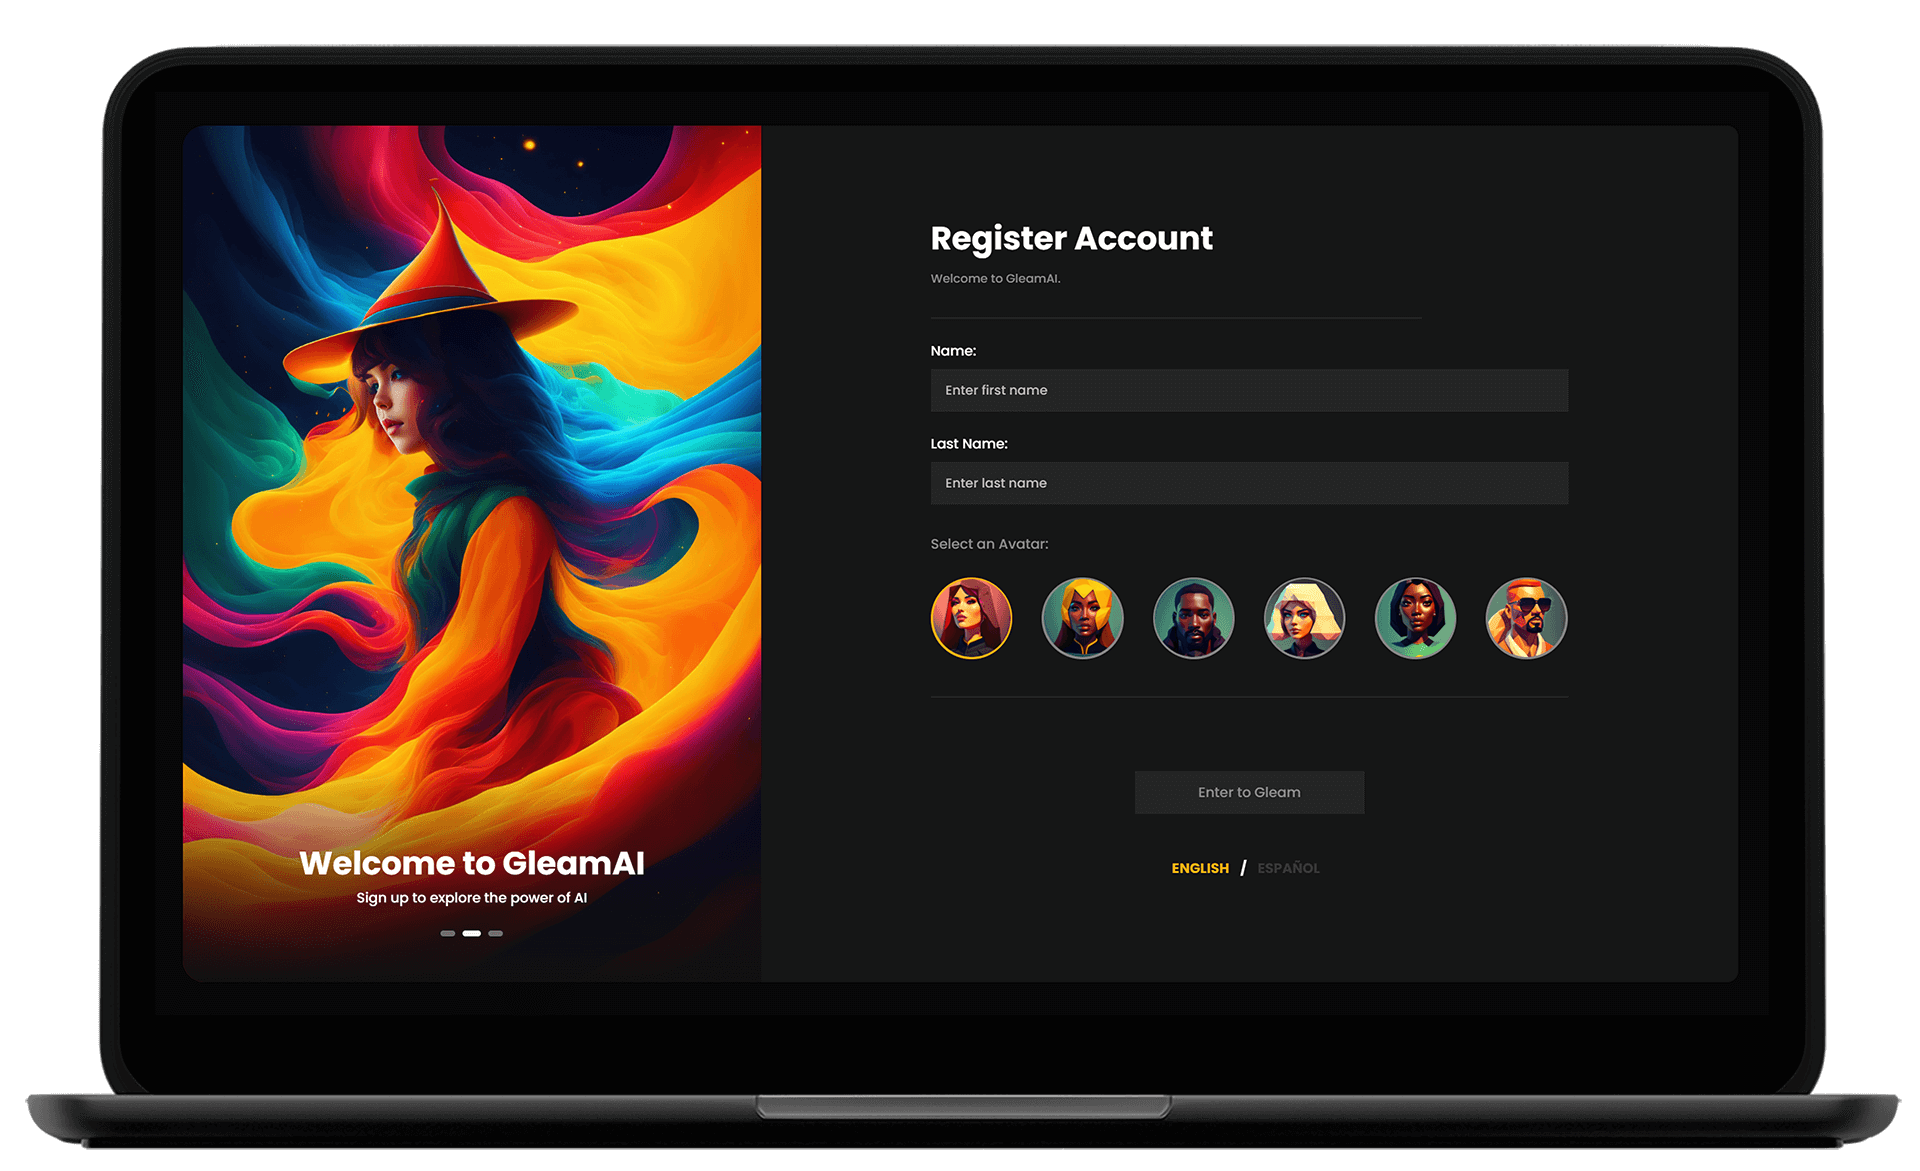 Welcome to GleamAI
Sign up to explore the power of AI
Register Account
Welcome to GleamAI.
Name:
Enter first name
Last Name:
Enter last name
Select an Avatar:
Enter to Gleam
ENGLISH / ESPAÑOL